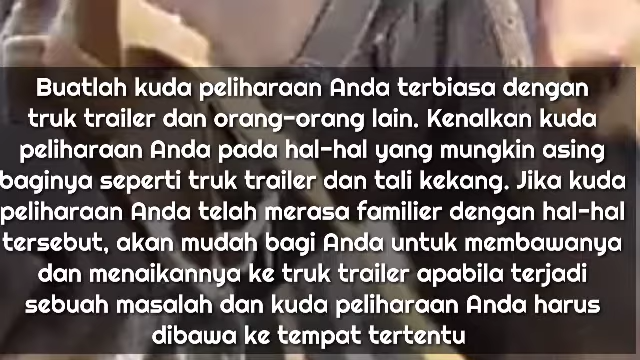 Buatlah kuda peliharaan Anda terbiasa dengan
truk trailer dan orang-orang lain. Kenalkan kuda
peliharaan Anda pada hal-hal yang mungkin asing
baginya seperti truk trailer dan tali kekang. Jika kuda
peliharaan Anda telah merasa familier dengan hal-hal
tersebut, akan mudah bagi Anda untuk membawanya
dan menaikannya ke truk trailer apabila terjadi
sebuah masalah dan kuda peliharaan Anda harus
dibawa ke tempat tertentu